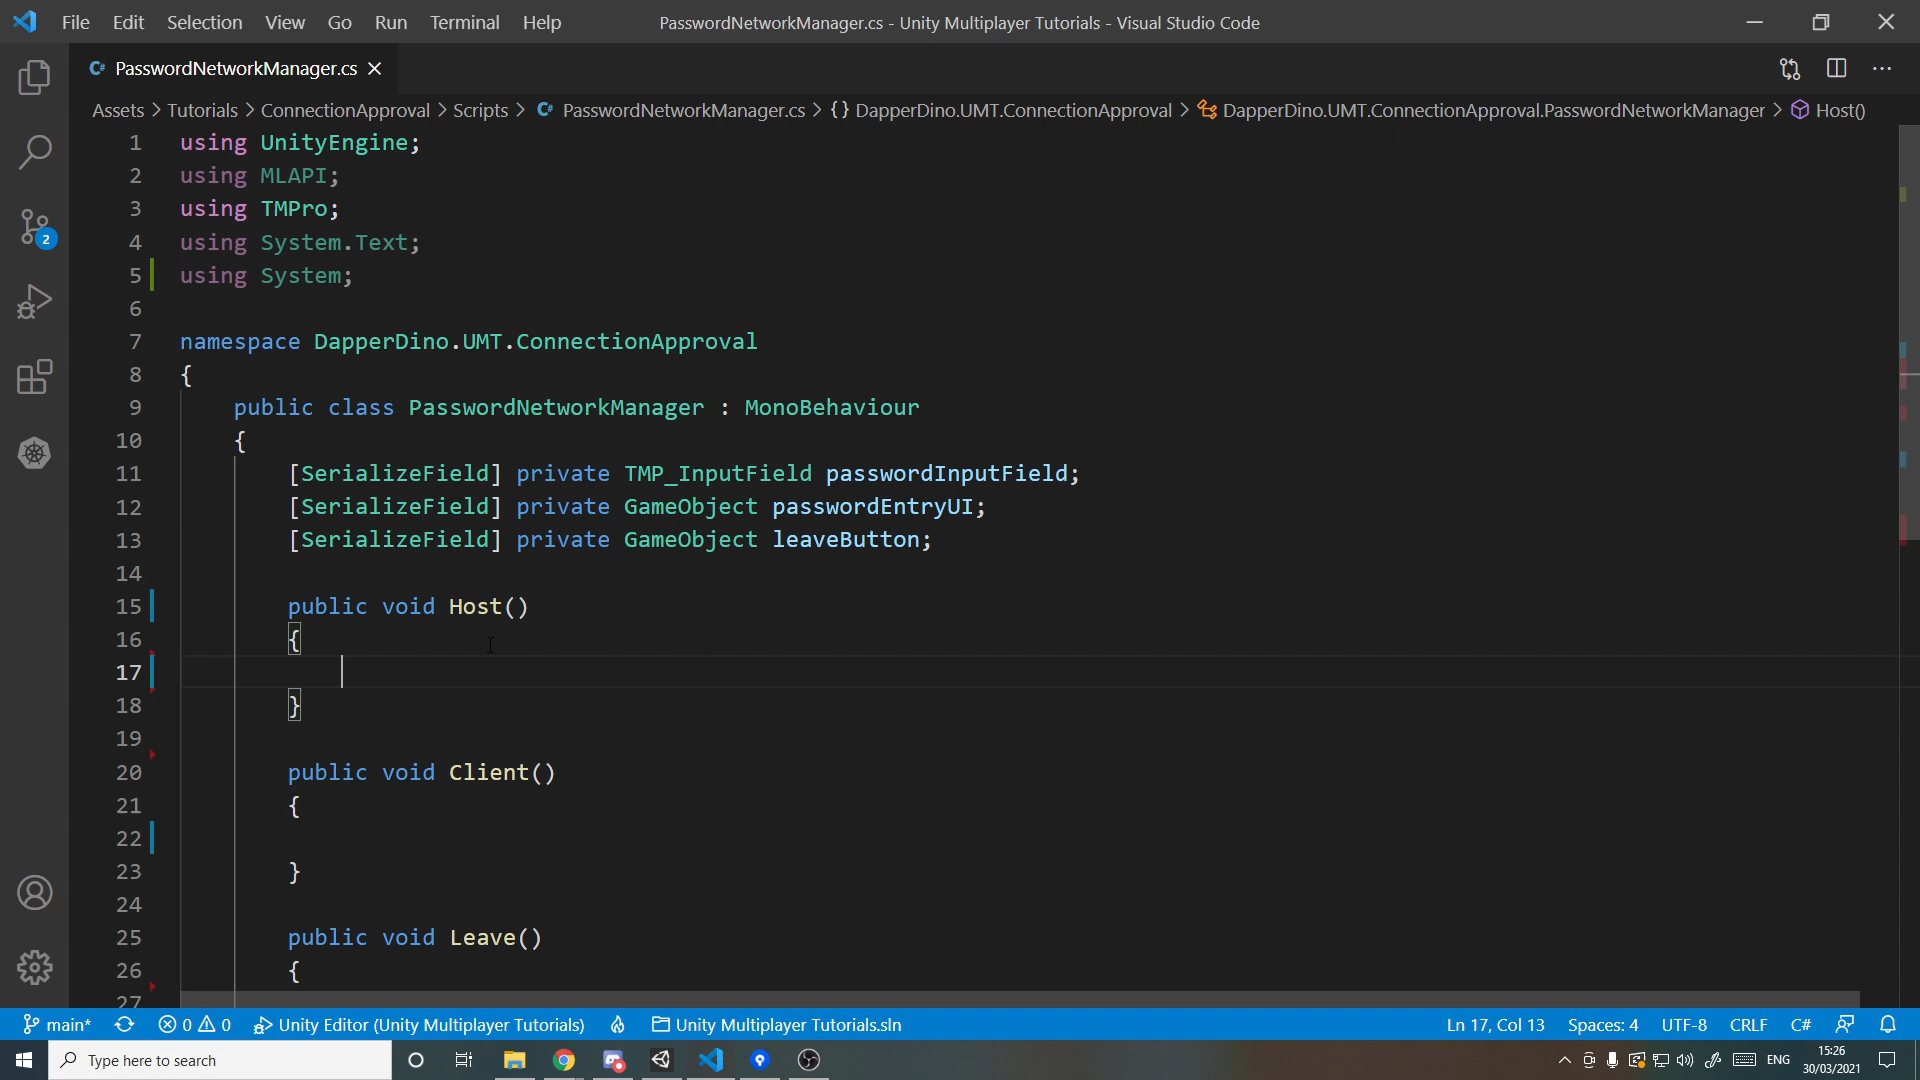 File Edit Selection View Go Run Terminal Help PasswordNetworkManager.cs - Unity Multiplayer Tutorials - Visual Studio Code
C# PasswordNetworkManager.cs
Assets > Tutorials > ConnectionApproval > Scripts > C# PasswordNetworkManager.cs > {} DapperDino.UMT.ConnectionApproval > DapperDino.UMT.ConnectionApproval.PasswordNetworkManager > Host()
1 using UnityEngine;
2 using MLAPI;
3 using TMPro;
4 using System.Text;
5 using System;
6
7 namespace DapperDino.UMT.ConnectionApproval
8 {
9 public class PasswordNetworkManager : MonoBehaviour
10 {
11 [SerializeField] private TMP_InputField passwordInputField;
12 [SerializeField] private GameObject passwordEntryUI;
13 [SerializeField] private GameObject leaveButton;
14
15 public void Host()
16 {
17
18 }
19
20 public void Client()
21 {
22
23 }
24
25 public void Leave()
26 {
27
2
main* 0 0 Unity Editor (Unity Multiplayer Tutorials) Unity Multiplayer Tutorials.sln Ln 17, Col 13 Spaces: 4 UTF-8 CRLF C#
Type here to search ENG 15:26
30/03/2021